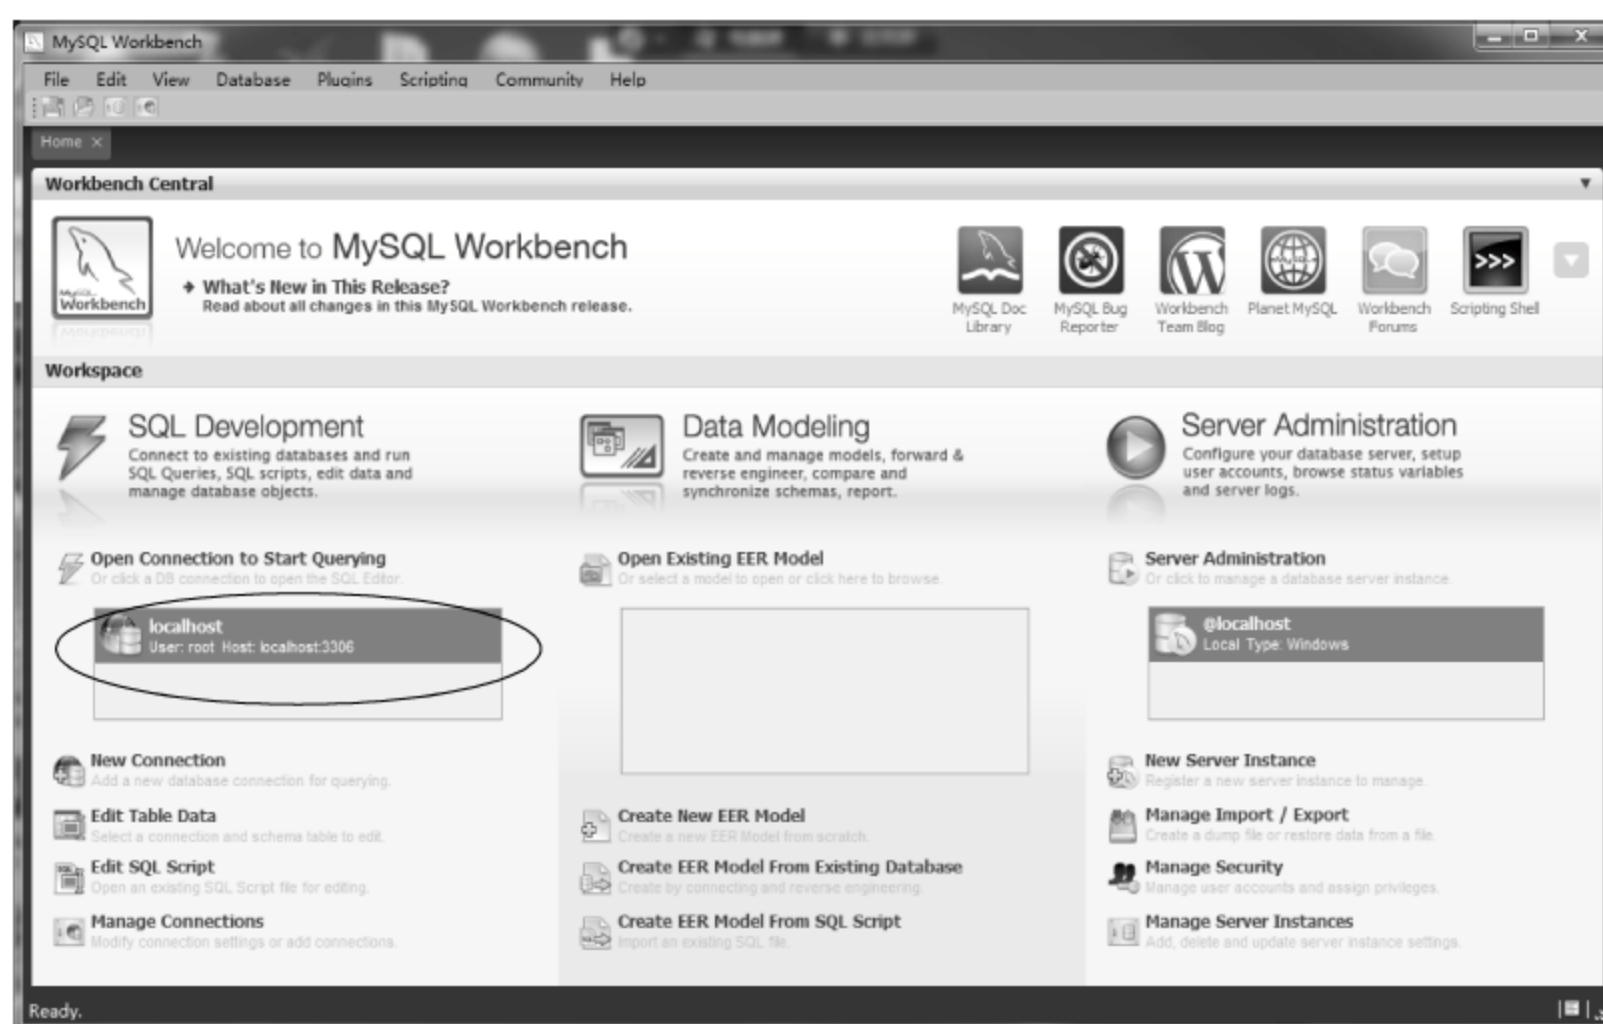 MySQL Workbench
File Edit View Database Plugins Scripting Community Help
Home ×
Workbench Central
MySQL
Workbench
Welcome to MySQL Workbench
What's New in This Release?
Read about all changes in this MySQL Workbench release.
MySQL Doc
Library
MySQL Bug
Reporter
Workbench
Team Blog
Planet MySQL
Workbench
Forums
>>>
Scripting Shell
Workspace
SQL Development
Connect to existing databases and run
SQL Queries, SQL scripts, edit data and
manage database objects.
Data Modeling
Create and manage models, forward &
reverse engineer, compare and
synchronize schemas, report.
Server Administration
Configure your database server, setup
user accounts, browse status variables
and server logs.
Open Connection to Start Querying
Or click a DB connection to open the SQL Editor.
localhost
User: root Host: localhost:3306
New Connection
Add a new database connection for querying.
Edit Table Data
Select a connection and schema table to edit.
Edit SQL Script
Open an existing SQL Script file for editing.
Manage Connections
Modify connection settings or add connections.
Open Existing EER Model
Or select a model to open or click here to browse.
Create New EER Model
Create a new EER Model from scratch.
Create EER Model From Existing Database
Create by connecting and reverse engineering.
Create EER Model From SQL Script
Import an existing SQL file.
Server Administration
Or click to manage a database server instance.
@localhost
Local Type: Windows
New Server Instance
Register a new server instance to manage.
Manage Import / Export
Create a dump file or restore data from a file.
Manage Security
Manage user accounts and assign privileges.
Manage Server Instances
Add, delete and update server instance settings.
Ready.